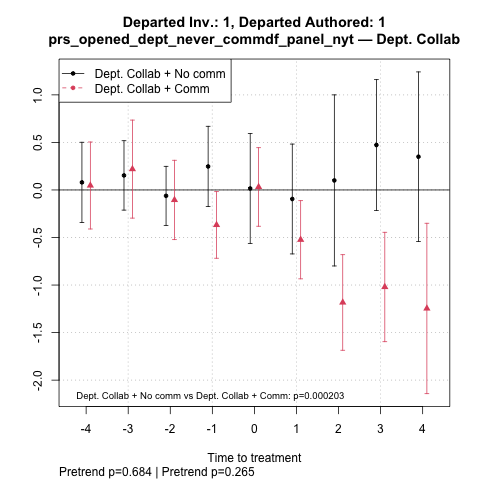 Departed Inv.: 1, Departed Authored: 1
prs_opened_dept_never_commdf_panel_nyt — Dept. Collab
Dept. Collab + No comm
Dept. Collab + Comm
1.0
0.5
0.0
-0.5
-1.0
-1.5
-2.0
Dept. Collab + No comm vs Dept. Collab + Comm: p=0.000203
-4 -3 -2 -1 0 1 2 3 4
Time to treatment
Pretrend p=0.684 | Pretrend p=0.265